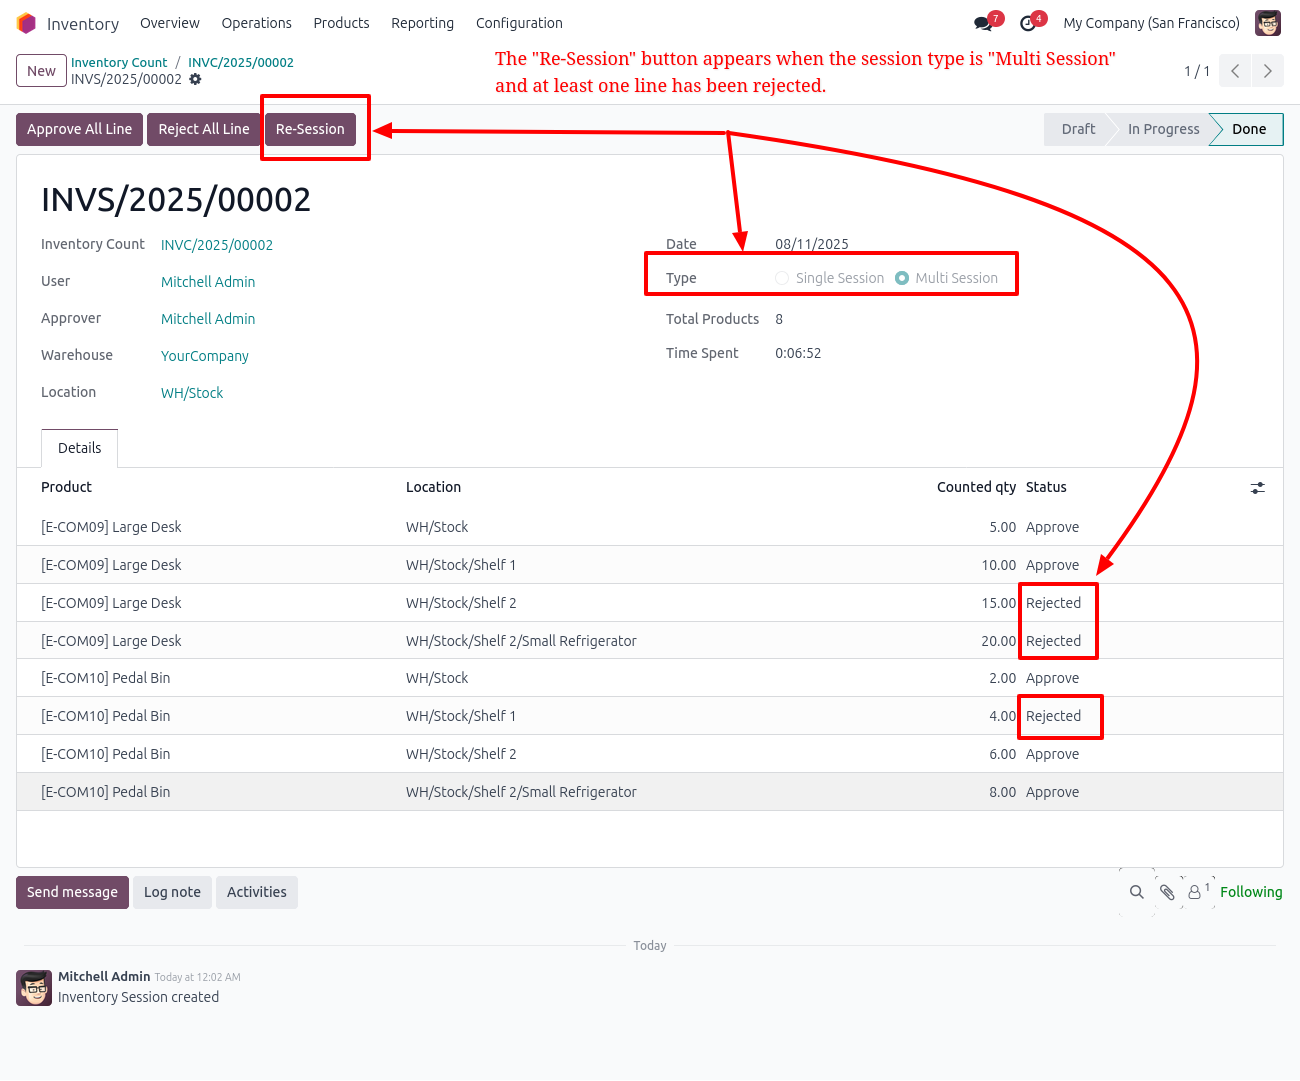 Inventory Overview Operations Products Reporting Configuration 7 4 My Company (San Francisco)
New Inventory Count / INVC/2025/00002
INVS/2025/00002
The "Re-Session" button appears when the session type is "Multi Session"
and at least one line has been rejected.
1 / 1
Approve All Line Reject All Line Re-Session Draft In Progress Done
INVS/2025/00002
Inventory Count INVC/2025/00002 Date 08/11/2025
User Mitchell Admin Type Single Session Multi Session
Approver Mitchell Admin Total Products 8
Warehouse YourCompany Time Spent 0:06:52
Location WH/Stock
Details
Product Location Counted qty Status
[E-COM09] Large Desk WH/Stock 5.00 Approve
[E-COM09] Large Desk WH/Stock/Shelf 1 10.00 Approve
[E-COM09] Large Desk WH/Stock/Shelf 2 15.00 Rejected
[E-COM09] Large Desk WH/Stock/Shelf 2/Small Refrigerator 20.00 Rejected
[E-COM10] Pedal Bin WH/Stock 2.00 Approve
[E-COM10] Pedal Bin WH/Stock/Shelf 1 4.00 Rejected
[E-COM10] Pedal Bin WH/Stock/Shelf 2 6.00 Approve
[E-COM10] Pedal Bin WH/Stock/Shelf 2/Small Refrigerator 8.00 Approve
Send message Log note Activities 1 Following
Today
Mitchell Admin Today at 12:02 AM
Inventory Session created